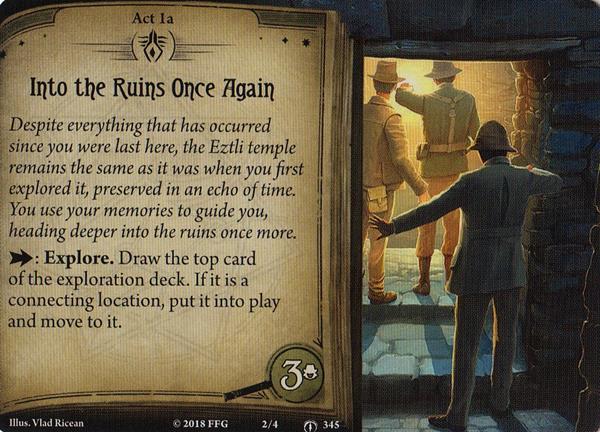 Act 1a
Into the Ruins Once Again
Despite everything that has occurred
since you were last here, the Eztli temple
remains the same as it was when you first
explored it, preserved in an echo of time.
You use your memories to guide you,
heading deeper into the ruins once more.
: Explore. Draw the top card
of the exploration deck. If it is a
connecting location, put it into play
and move to it.
3
Illus. Vlad Ricean © 2018 FFG 2/4 345